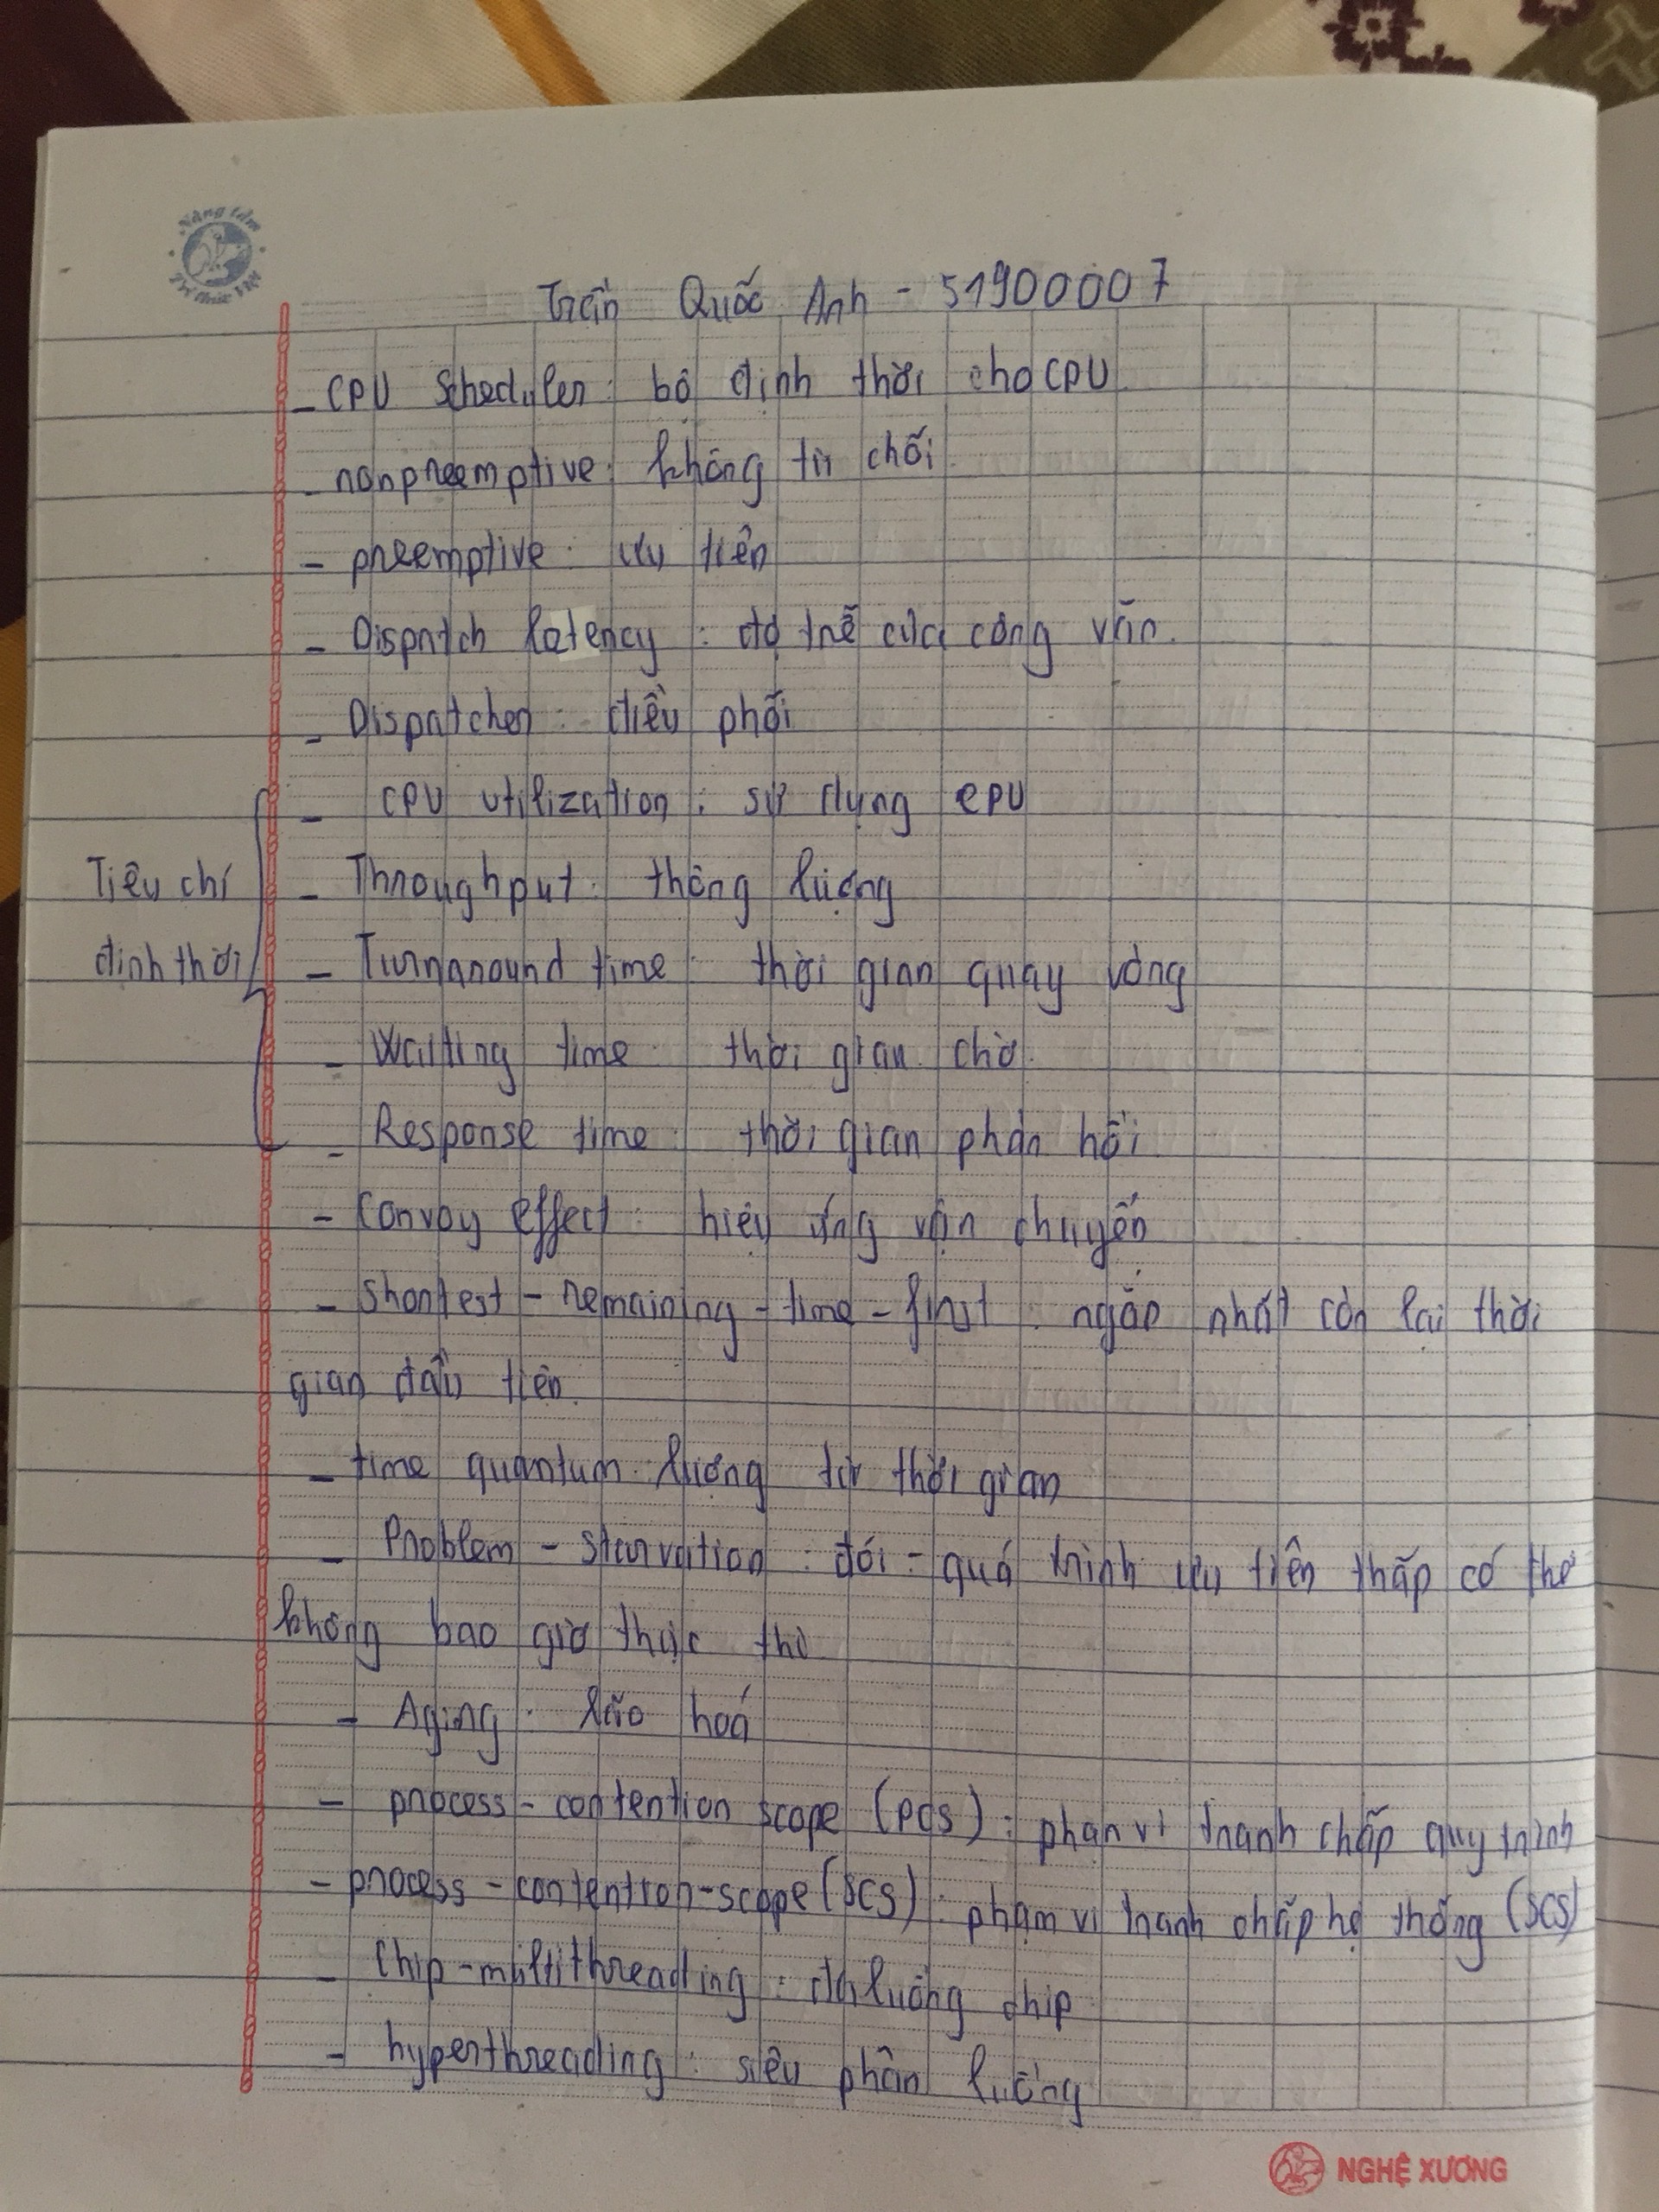 Nâng tầm
Tri thức Việt
Trần Quốc Anh - 51900007
- CPU Scheduler: bộ định thời cho CPU
- nonpreemptive: không từ chối
- preemptive: ưu tiên
- Dispatch latency: độ trễ của công văn.
- Dispatcher: điều phối
- CPU utilization: sử dụng CPU
Tiêu chí
định thời
- Throughput: thông lượng
- Turnaround time: thời gian quay vòng
- Waiting time: thời gian chờ.
- Response time: thời gian phản hồi
- Convoy effect: hiệu ứng vận chuyển
- Shortest-remaining-time-first: ngắn nhất còn lại thời
gian đầu tiên.
- time quantum: lượng tử thời gian
- Problem - starvation: đói - quá trình ưu tiên thấp có thể
không bao giờ thực thi
- Aging: lão hoá
- process-contention scope (PCS): phạm vi tranh chấp quy trình
- process-contention-scope (SCS): phạm vi tranh chấp hệ thống (SCS)
- Chip-multithreading: đa luồng chip
- hyperthreading: siêu phân luồng
NGHỆ XƯƠNG